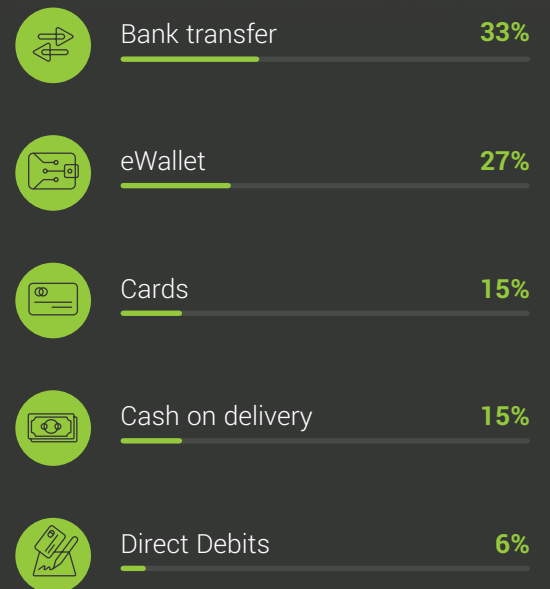 Bank transfer 33%
eWallet 27%
Cards 15%
Cash on delivery 15%
Direct Debits 6%